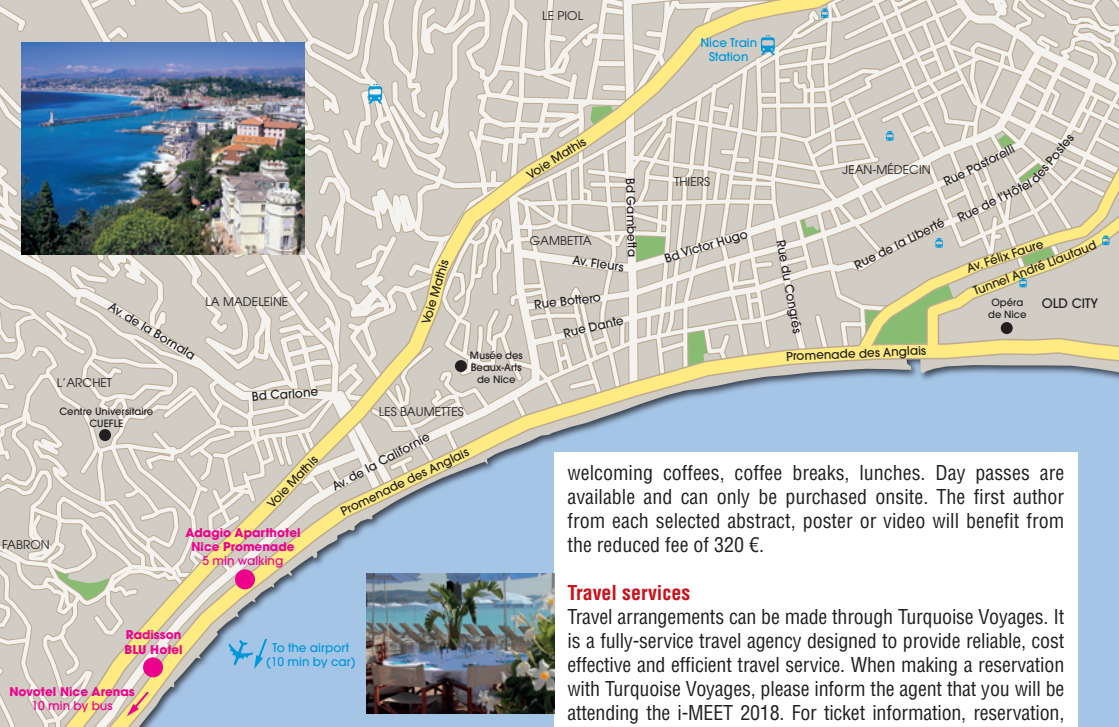 LE PIOL
Nice Train
Station
Voie Mathis
JEAN-MÉDECIN
Rue Pastorelli
THIERS
Bd Gambetta
Rue de l'Hôtel des Postes
GAMBETTA
Av. Fleurs
Bd Victor Hugo
Rue du Congrés
Rue de la Liberté
Av. Félix Faure
Tunnel André Liautaud
Voie Mathis
LA MADELEINE
Rue Bottero
Rue Dante
Opéra
de Nice
OLD CITY
Av. de la Bornala
Promenade des Anglais
Musée des
Beaux-Arts
de Nice
L'ARCHET
Bd Carlone
LES BAUMETTES
Centre Universitaire
CUEFLE
Av. de la Californie
Voie Mathis
Promenade des Anglais
FABRON
Adagio Aparthotel
Nice Promenade
5 min walking
Radisson
BLU Hotel
To the airport
(10 min by car)
Novotel Nice Arenas
10 min by bus
welcoming coffees, coffee breaks, lunches. Day passes are
available and can only be purchased onsite. The first author
from each selected abstract, poster or video will benefit from
the reduced fee of 320 €.
Travel services
Travel arrangements can be made through Turquoise Voyages. It
is a fully-service travel agency designed to provide reliable, cost
effective and efficient travel service. When making a reservation
with Turquoise Voyages, please inform the agent that you will be
attending the i-MEET 2018. For ticket information, reservation,